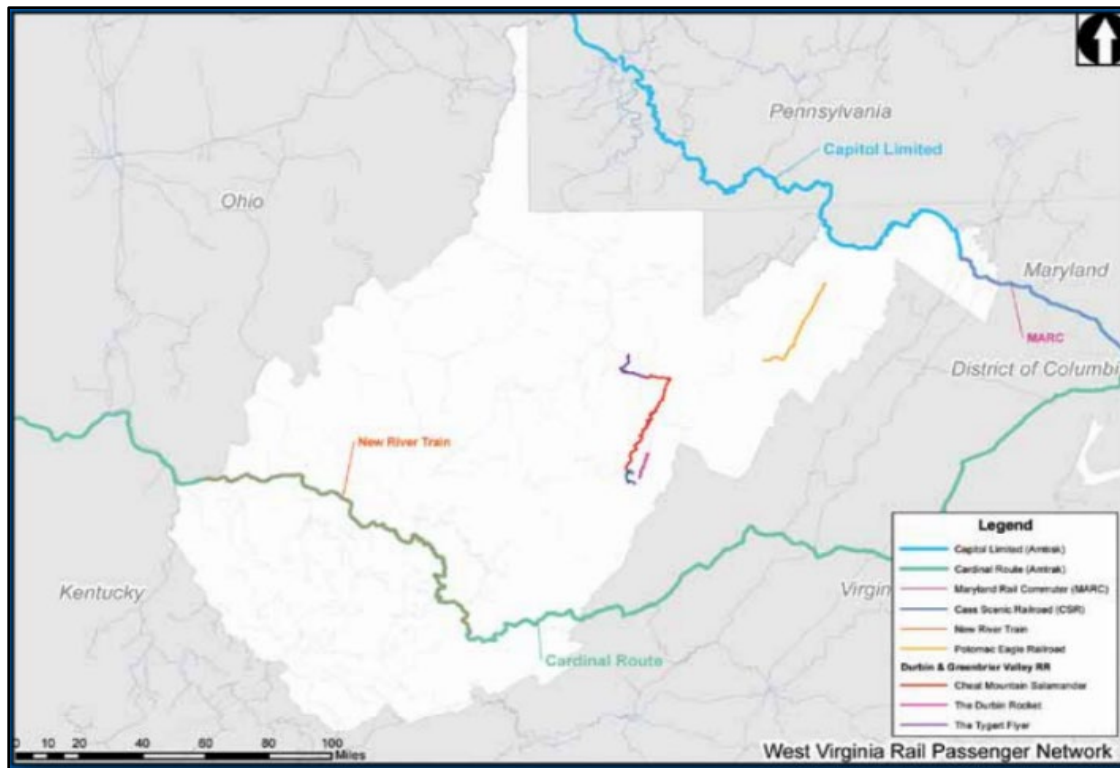 Pennsylvania
Capitol Limited
Ohio
Maryland
MARC
District of Columbi
New River Train
Kentucky
Virgin
Cardinal Route
Legend
Capitol Limited (Amtrak)
Cardinal Route (Amtrak)
Maryland Rail Commuter (MARC)
Cass Scenic Railroad (CSR)
New River Train
Potomac Eagle Railroad
Durbin & Greenbrier Valley RR
Cheat Mountain Salamander
The Durbin Rocket
The Tygart Flyer
0 10 20 40 60 80 100
Miles
West Virginia Rail Passenger Network